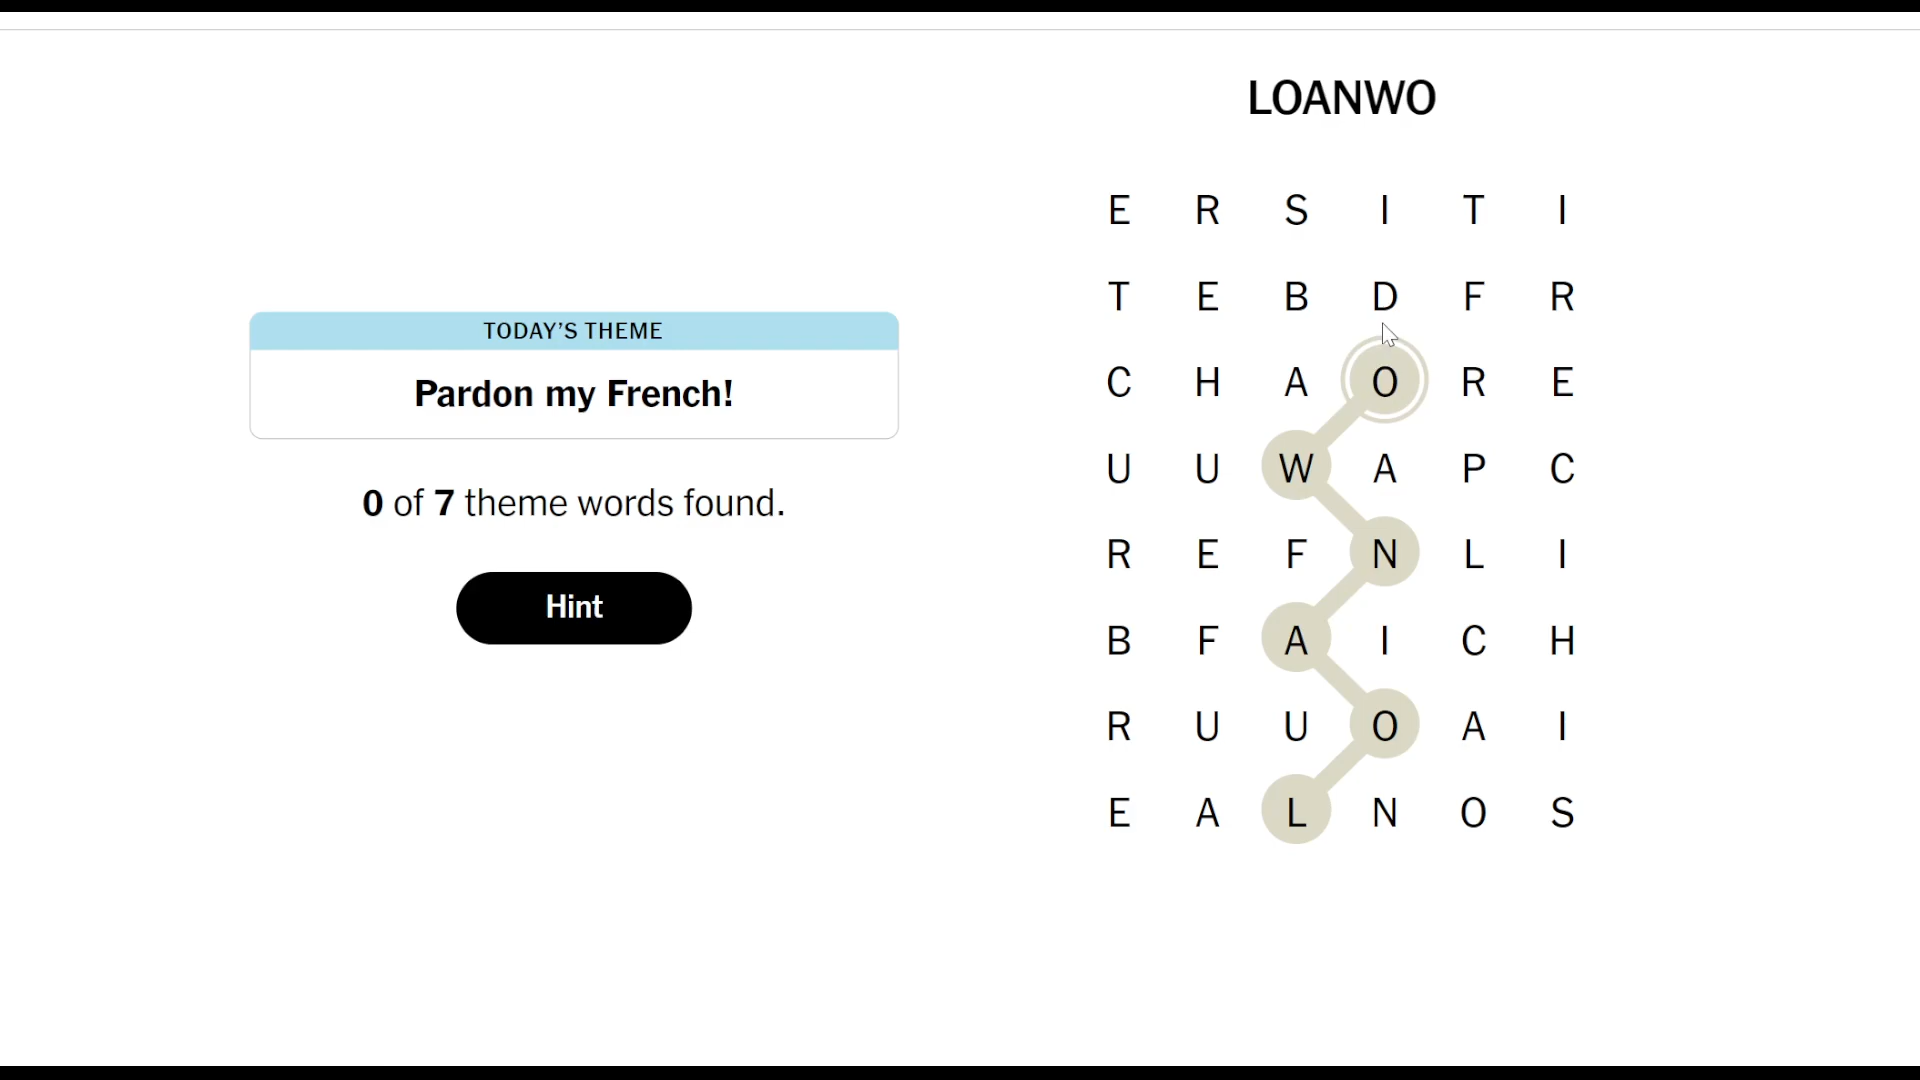 LOANWO
TODAY'S THEME
Pardon my French!
0 of 7 theme words found.
Hint
E R S I T I
T E B D F R
C H A O R E
U U W A P C
R E F N L I
B F A I C H
R U U O A I
E A L N O S